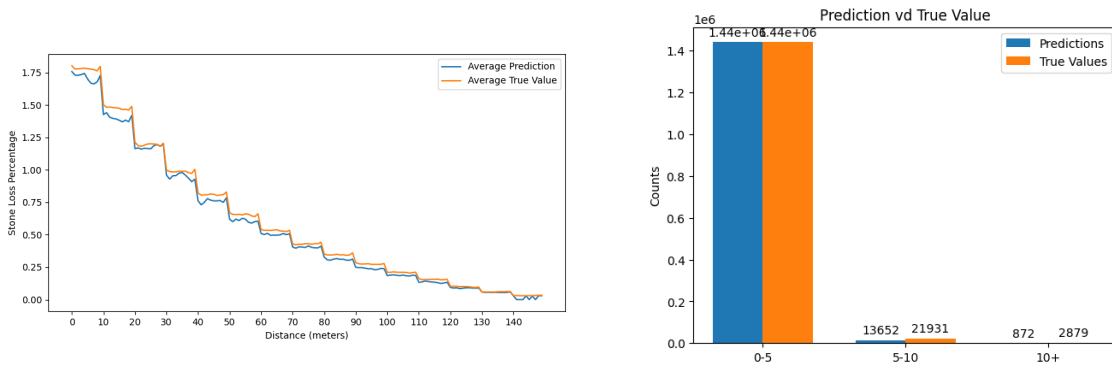 Average Prediction
Average True Value
Stone Loss Percentage
1.75
1.50
1.25
1.00
0.75
0.50
0.25
0.00
0 10 20 30 40 50 60 70 80 90 100 110 120 130 140
Distance (meters)
1e6
Prediction vd True Value
1.44e+06 1.44e+06
Predictions
True Values
Counts
1.4
1.2
1.0
0.8
0.6
0.4
0.2
0.0
13652 21931
872 2879
0-5 5-10 10+